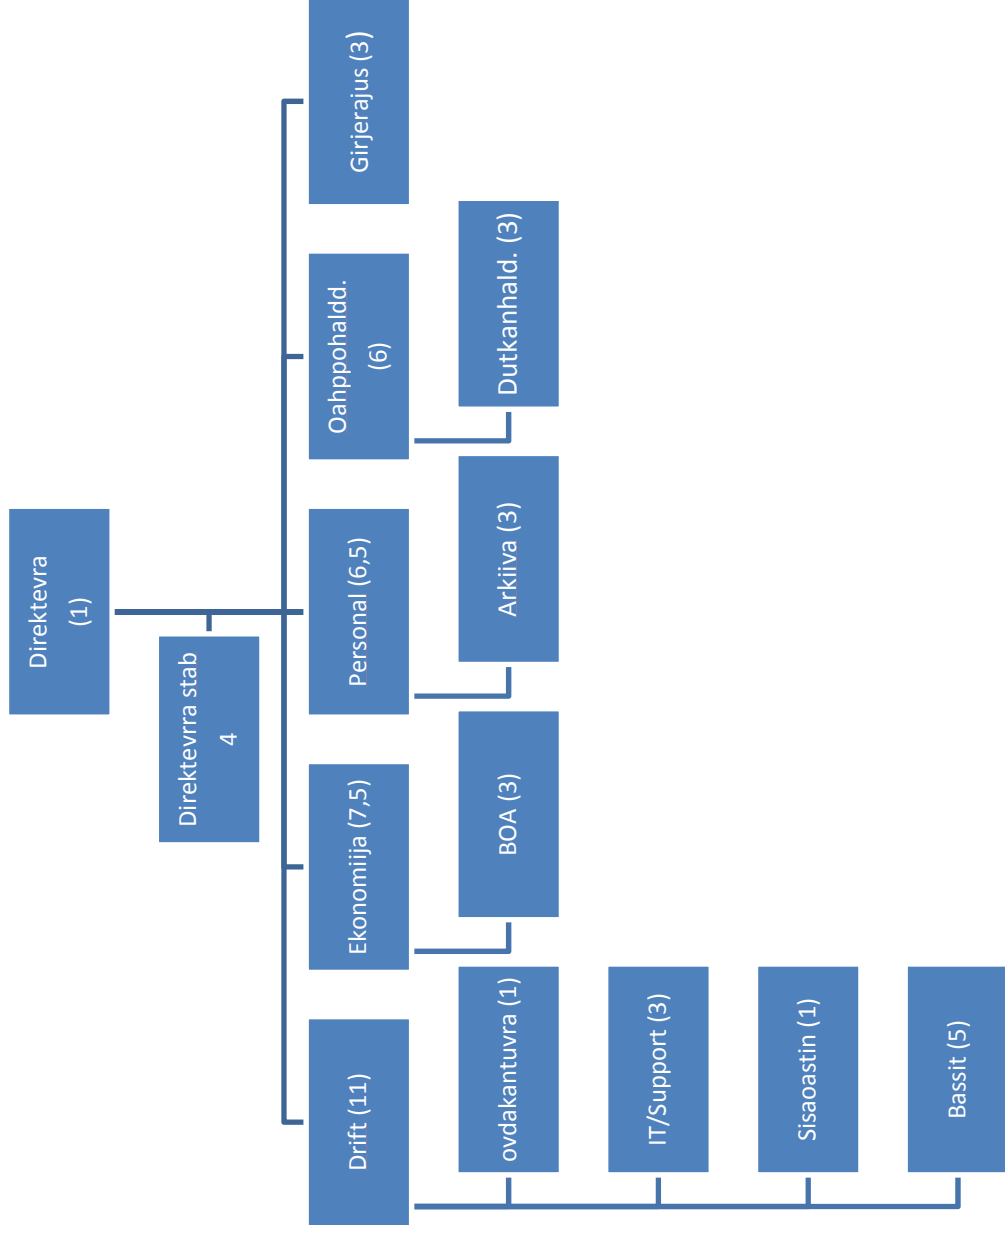 Direktevra
(1)
Direktevrra stab
4
Drift (11)
Ekonomiija (7,5)
Personal (6,5)
Oahppohaldd.
(6)
Girjerajus (3)
ovdakantuvra (1)
IT/Support (3)
Sisaoastin (1)
Bassit (5)
BOA (3)
Arkiiva (3)
Dutkanhald. (3)